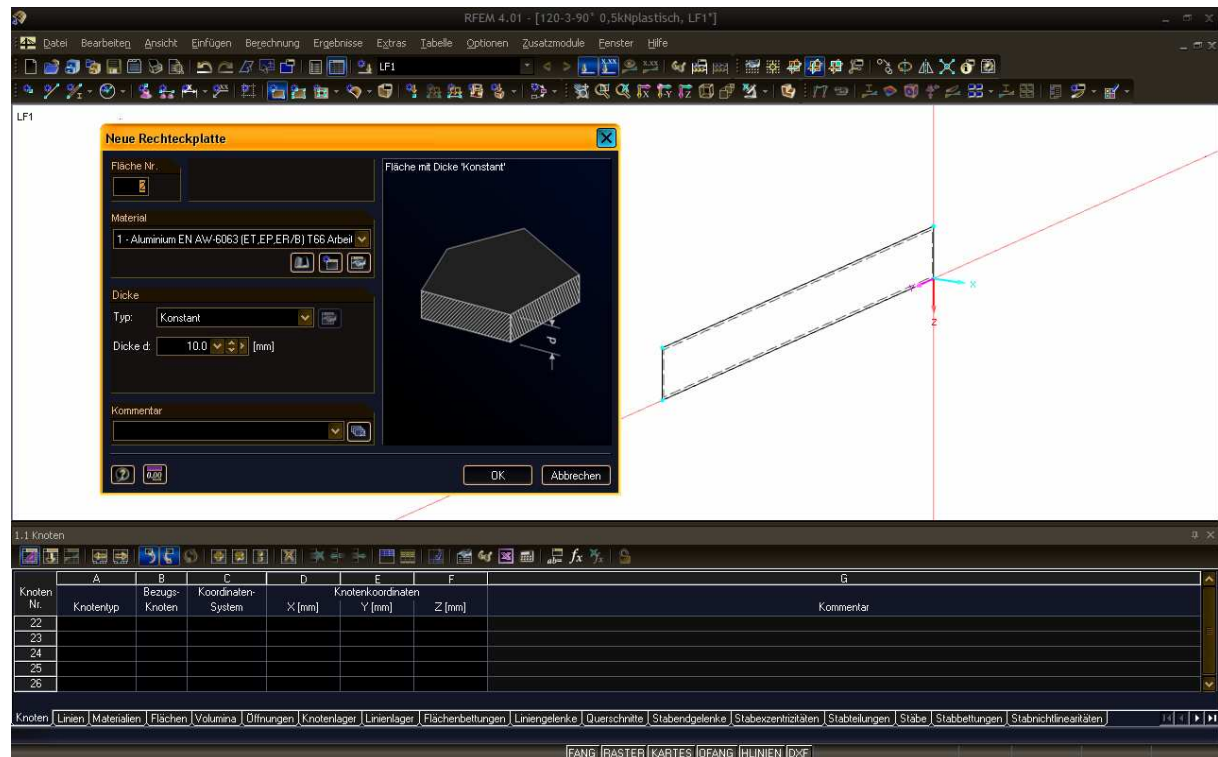 RFEM 4.01 - [120-3-90° 0,5kNplastisch, LF1*]
Datei Bearbeiten Ansicht Einfügen Berechnung Ergebnisse Extras Tabelle Optionen Zusatzmodule Fenster Hilfe
LF1
LF1
Neue Rechteckplatte
Fläche Nr.
2
Fläche mit Dicke 'Konstant'
Material
1 - Aluminium EN AW-6063 (ET,EP,ER/B) T66 Arbeil
Dicke
Typ: Konstant
Dicke d: 10.0 [mm]
d
Kommentar
OK Abbrechen
X
Z
1.1 Knoten
A B C D E F G
Knoten Bezugs- Koordinaten- Knotenkoordinaten
Nr. Knotentyp Knoten System X [mm] Y [mm] Z [mm] Kommentar
22
23
24
25
26
Knoten Linien Materialien Flächen Volumina Öffnungen Knotenlager Linienlager Flächenbettungen Liniengelenke Querschnitte Stabendgelenke Stabexzentrizitäten Stabteilungen Stäbe Stabbettungen Stabnichtlinearitäten
FANG RASTER KARTES OFANG HLINIEN DXF